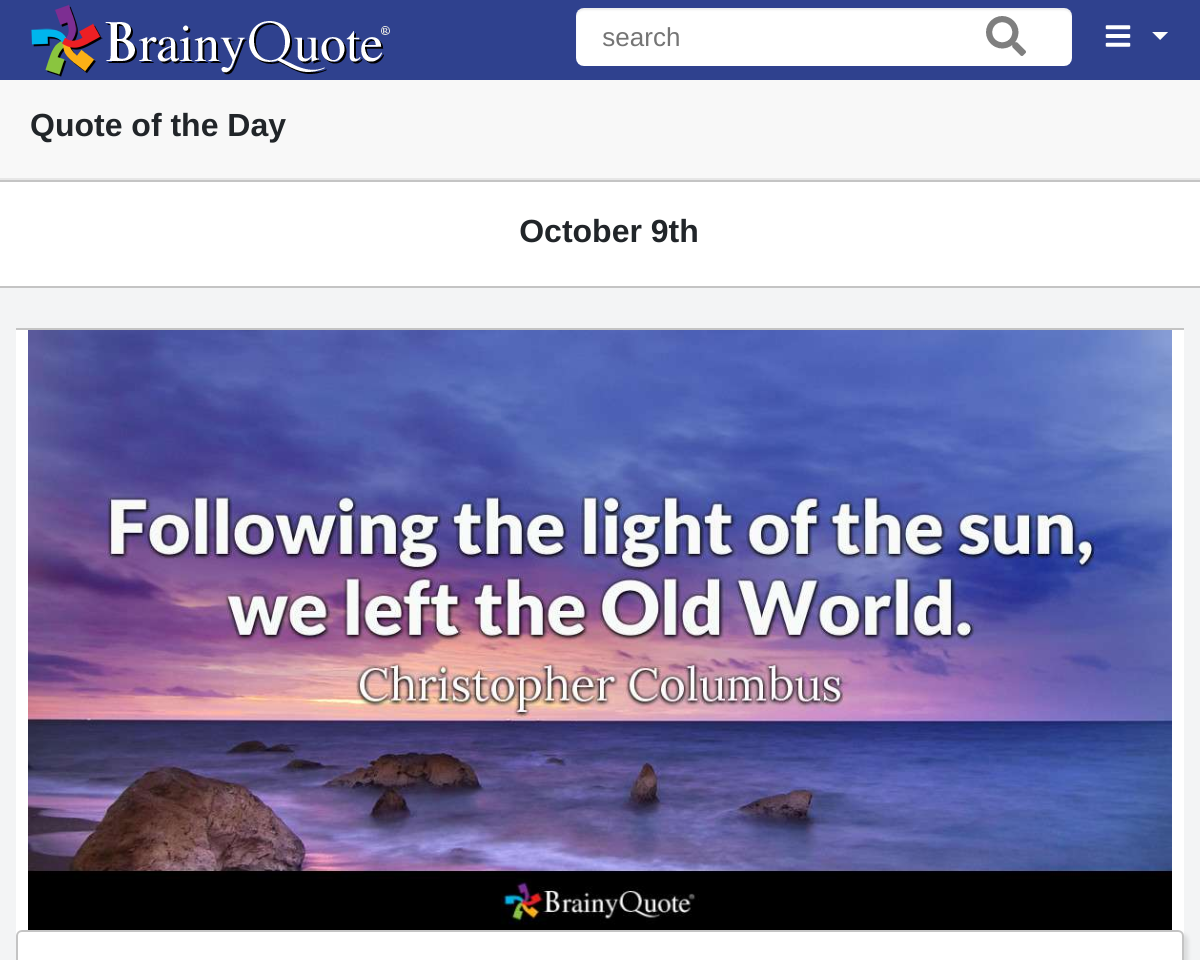 BrainyQuote®
search
Quote of the Day
October 9th
Following the light of the sun,
we left the Old World.
Christopher Columbus
BrainyQuote®